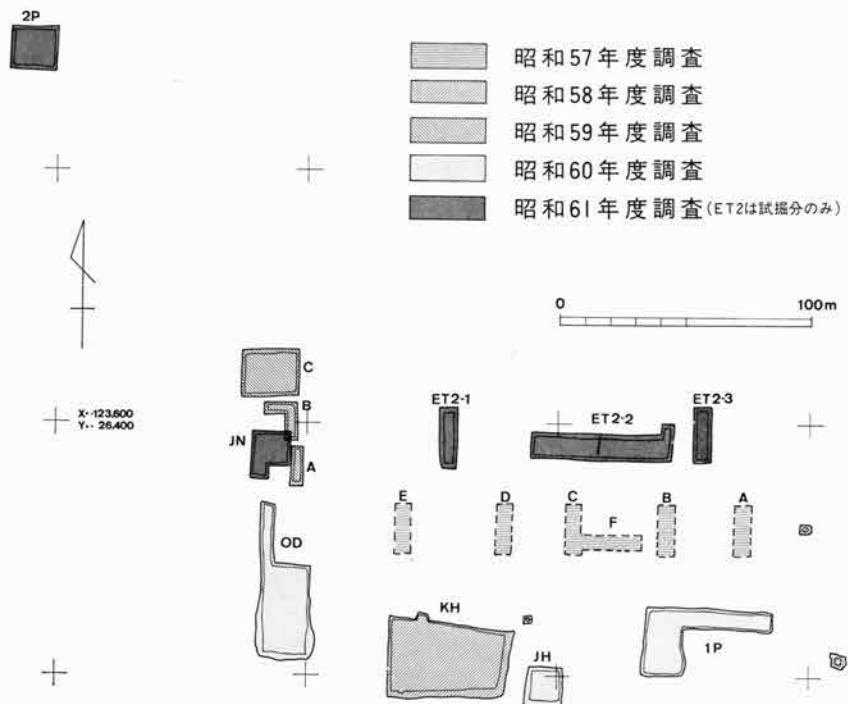 2P
昭和57年度調査
昭和58年度調査
昭和59年度調査
昭和60年度調査
昭和61年度調査(ET2は試掘分のみ)
0 100m
C
B
JN
A
X=-123.600
Y=-26.400
ET2-1
ET2-2
ET2-3
E
D
C
F
B
A
OD
KH
JH
1P